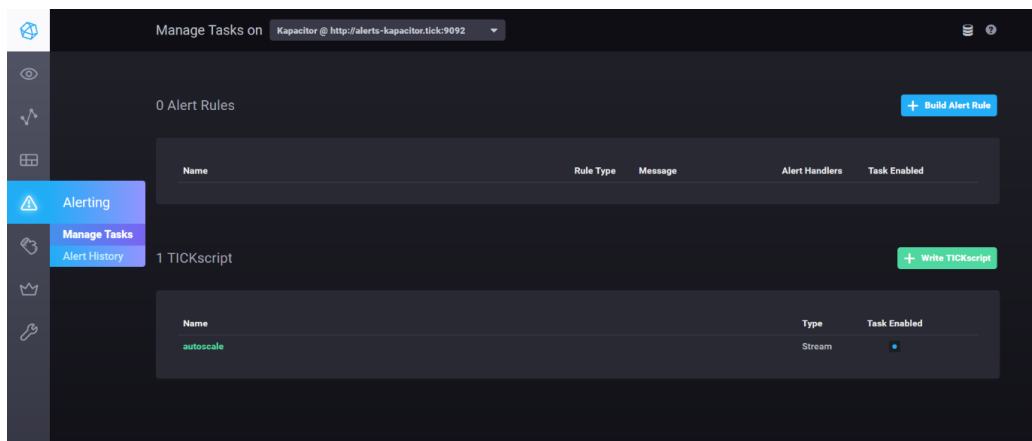 Manage Tasks on Kapacitor @ http://alerts-kapacitor.tick:9092
0 Alert Rules
+ Build Alert Rule
Name Rule Type Message Alert Handlers Task Enabled
Alerting
Manage Tasks
Alert History
1 TICKscript
+ Write TICKscript
Name Type Task Enabled
autoscale Stream